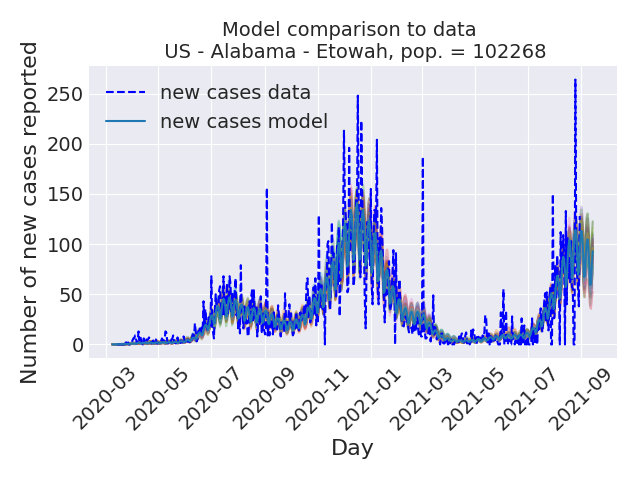 Model comparison to data
US - Alabama - Etowah, pop. = 102268
Number of new cases reported
250
200
150
100
50
0
new cases data
new cases model
2020-03
2020-05
2020-07
2020-09
2020-11
2021-01
2021-03
2021-05
2021-07
2021-09
Day